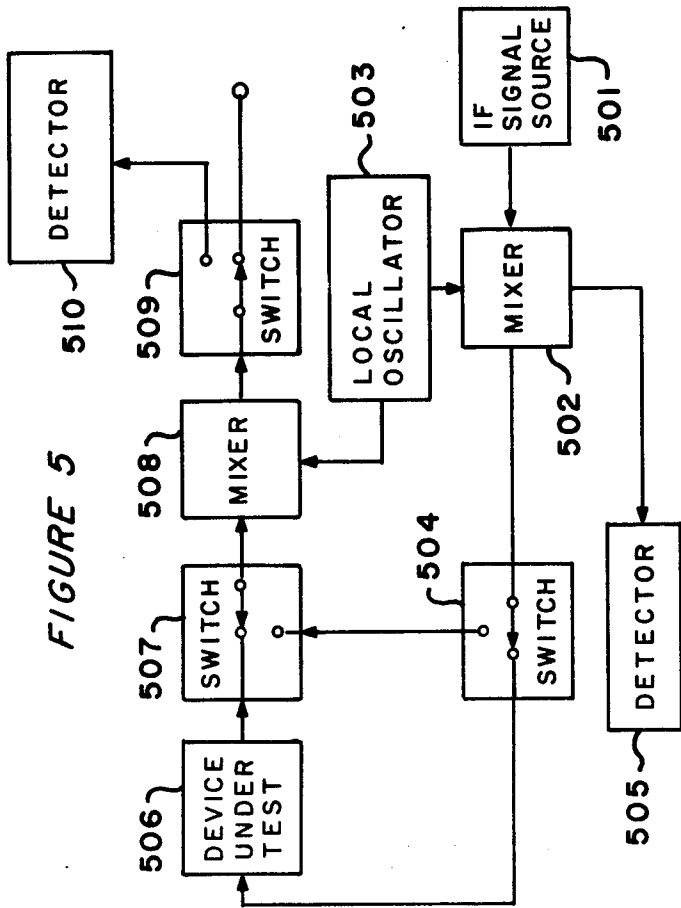 FIGURE 5
DETECTOR
510
509
SWITCH
508
MIXER
507
SWITCH
506
DEVICE
UNDER
TEST
503
LOCAL
OSCILLATOR
IF
SIGNAL
SOURCE
501
MIXER
502
504
SWITCH
DETECTOR
505